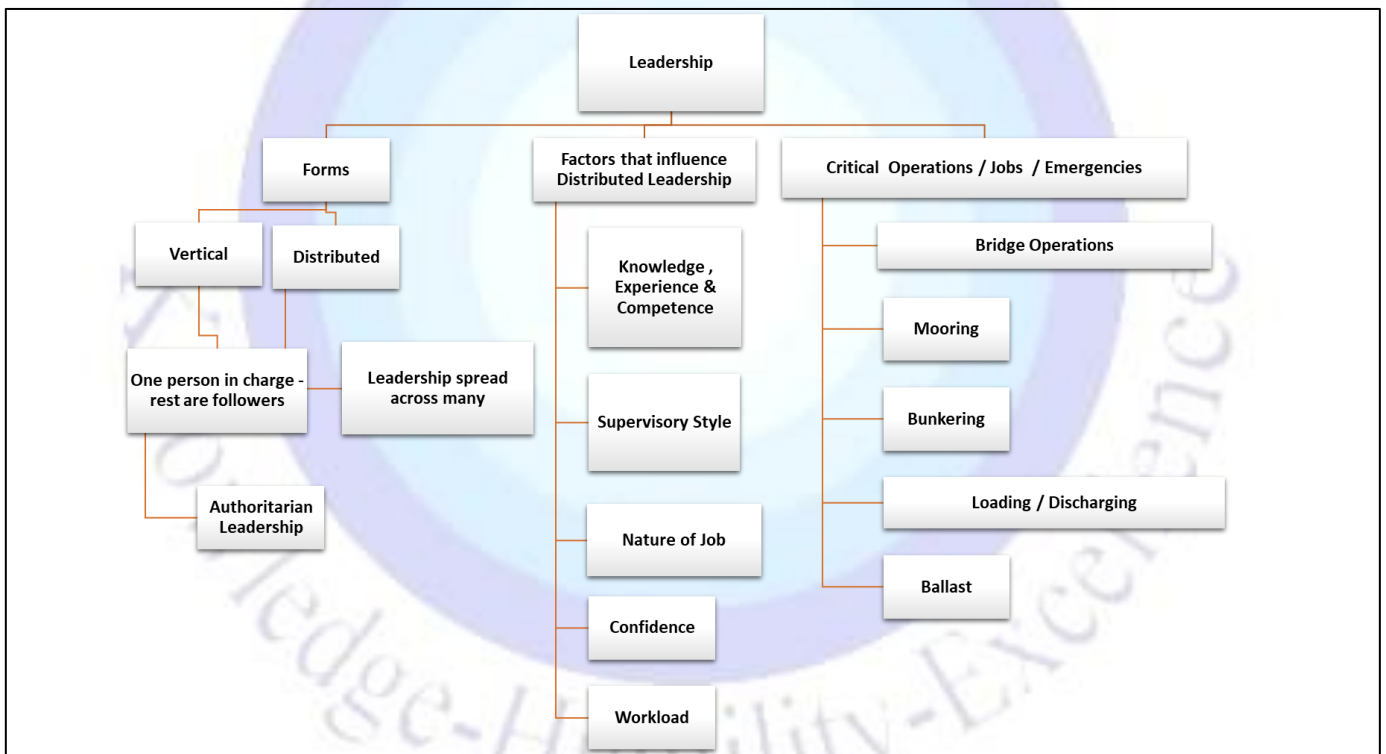 Leadership
Forms
Factors that influence
Distributed Leadership
Critical Operations / Jobs / Emergencies
Vertical
Distributed
One person in charge -
rest are followers
Leadership spread
across many
Authoritarian
Leadership
Knowledge ,
Experience &
Competence
Supervisory Style
Nature of Job
Confidence
Workload
Bridge Operations
Mooring
Bunkering
Loading / Discharging
Ballast
-Excellence